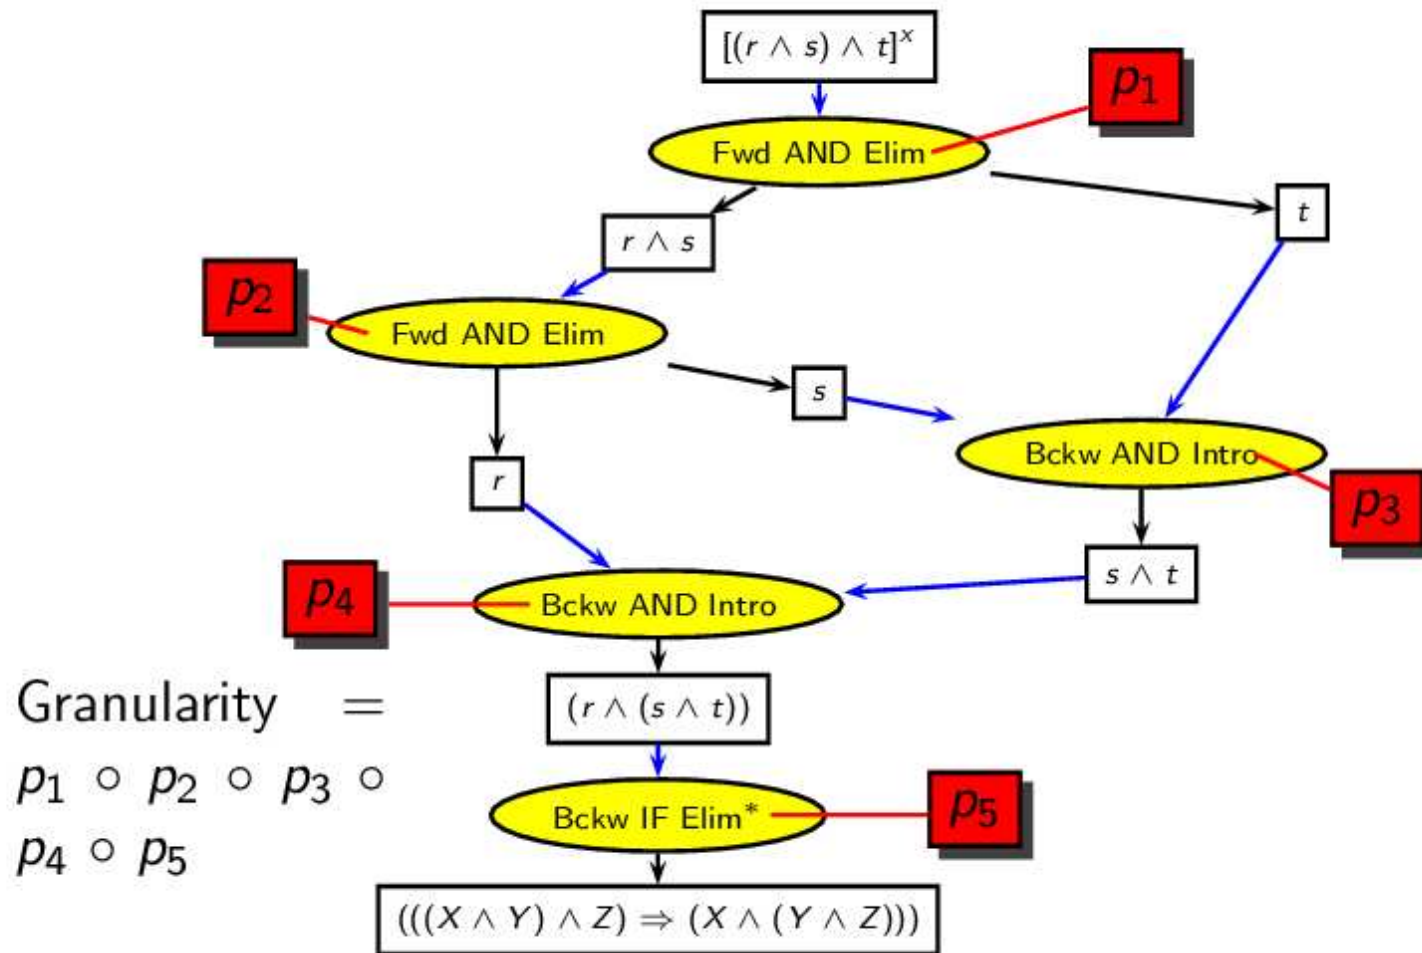 [(r ∧ s) ∧ t]ˣ
p₁
Fwd AND Elim
t
r ∧ s
p₂
Fwd AND Elim
s
Bckw AND Intro
r
p₃
s ∧ t
p₄
Bckw AND Intro
Granularity =
(r ∧ (s ∧ t))
p₁ ∘ p₂ ∘ p₃ ∘
p₄ ∘ p₅
Bckw IF Elim*
p₅
(((X ∧ Y) ∧ Z) ⇒ (X ∧ (Y ∧ Z)))